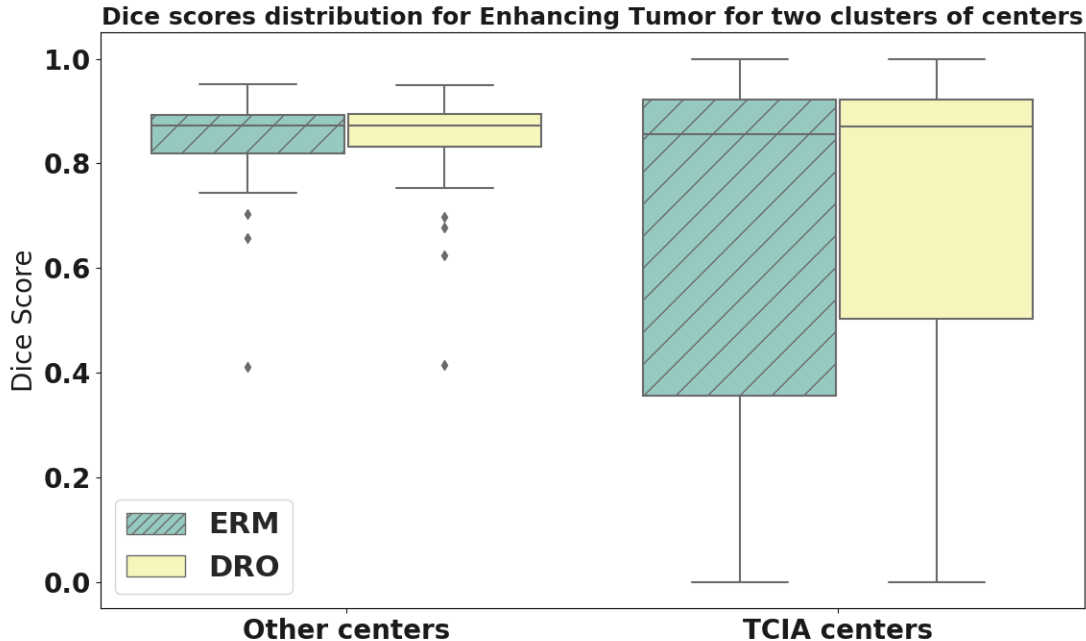 Dice scores distribution for Enhancing Tumor for two clusters of centers
Dice Score
1.0
0.8
0.6
0.4
0.2
0.0
ERM
DRO
Other centers
TCIA centers